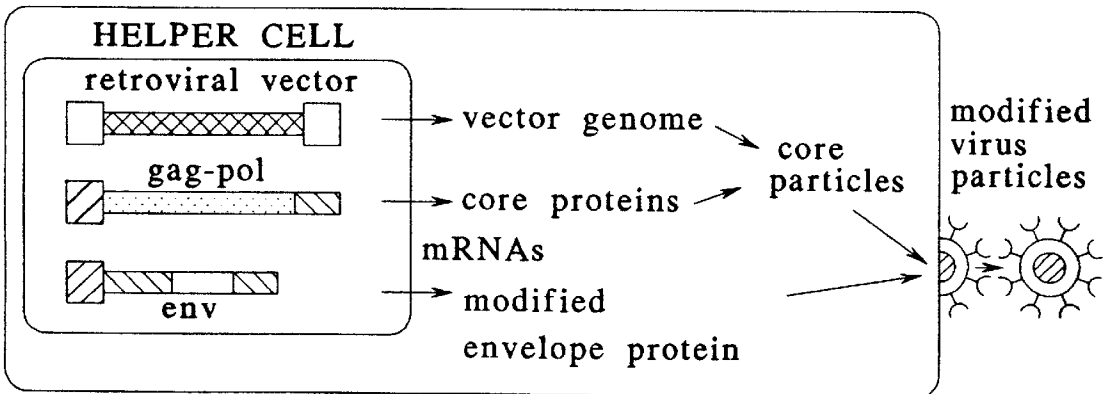 HELPER CELL
retroviral vector
gag-pol
env
vector genome
core proteins
mRNAs
modified
envelope protein
core
particles
modified
virus
particles